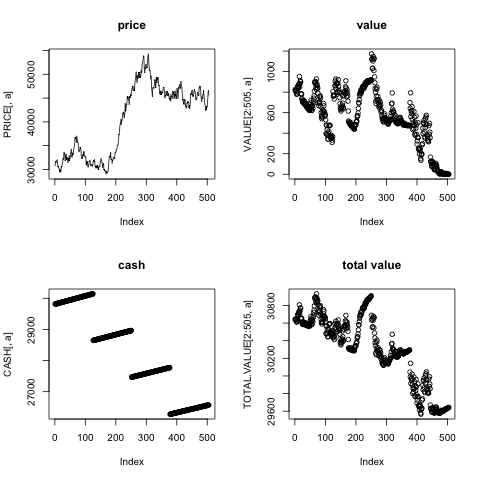 price
PRICE[, a]
30000 40000 50000
0 100 200 300 400 500
Index
value
VALUE[2:505, a]
0 200 600 1000
0 100 200 300 400 500
Index
cash
CASH[, a]
27000 29000
0 100 200 300 400 500
Index
total value
TOTAL.VALUE[2:505, a]
29600 30200 30800
0 100 200 300 400 500
Index